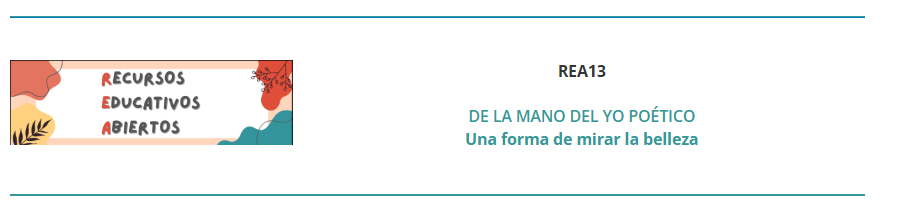 RECURSOS
EDUCATIVOS
ABIERTOS
REA13
DE LA MANO DEL YO POÉTICO
Una forma de mirar la belleza